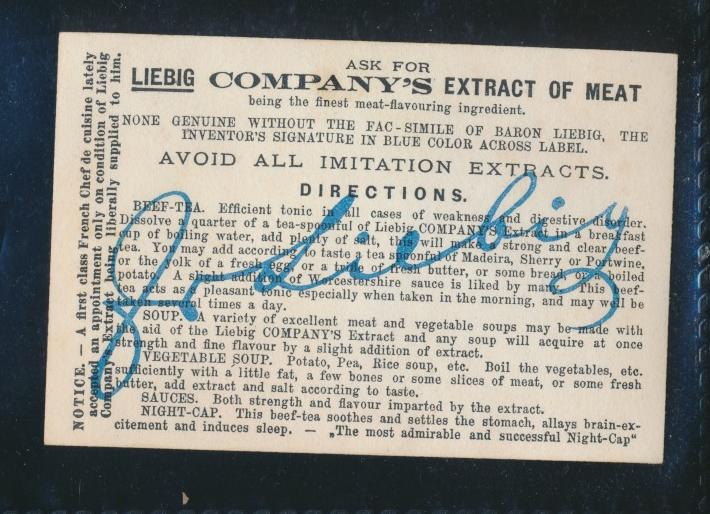 NOTICE. — A first class French Chef de cuisine lately
accepted an appointment only on condition of Liebig
Company's Extract being liberally supplied to him.
ASK FOR
LIEBIG COMPANY'S EXTRACT OF MEAT
being the finest meat-flavouring ingredient.
NONE GENUINE WITHOUT THE FAC-SIMILE OF BARON LIEBIG, THE
INVENTOR'S SIGNATURE IN BLUE COLOR ACROSS LABEL.
AVOID ALL IMITATION EXTRACTS.
DIRECTIONS.
BEEF-TEA. Efficient tonic in all cases of weakness and digestive disorder.
Dissolve a quarter of a tea-spoonful of Liebig COMPANY'S Extract in a breakfast
cup of boiling water, add plenty of salt, this will make a strong and clear beef-
tea. You may add according to taste a tea spoonful of Madeira, Sherry or Portwine,
or the yolk of a fresh egg, or a trifle of fresh butter, or some bread or a boiled
potato. A slight addition of Worcestershire sauce is liked by many. This beef-
tea acts as a pleasant tonic especially when taken in the morning, and may well be
taken several times a day.
SOUP. A variety of excellent meat and vegetable soups may be made with
the aid of the Liebig COMPANY'S Extract and any soup will acquire at once
strength and fine flavour by a slight addition of extract.
VEGETABLE SOUP. Potato, Pea, Rice soup, etc. Boil the vegetables, etc.
sufficiently with a little fat, a few bones or some slices of meat, or some fresh
butter, add extract and salt according to taste.
SAUCES. Both strength and flavour imparted by the extract.
NIGHT-CAP. This beef-tea soothes and settles the stomach, allays brain-ex-
citement and induces sleep. — „The most admirable and successful Night-Cap"
J v Liebig